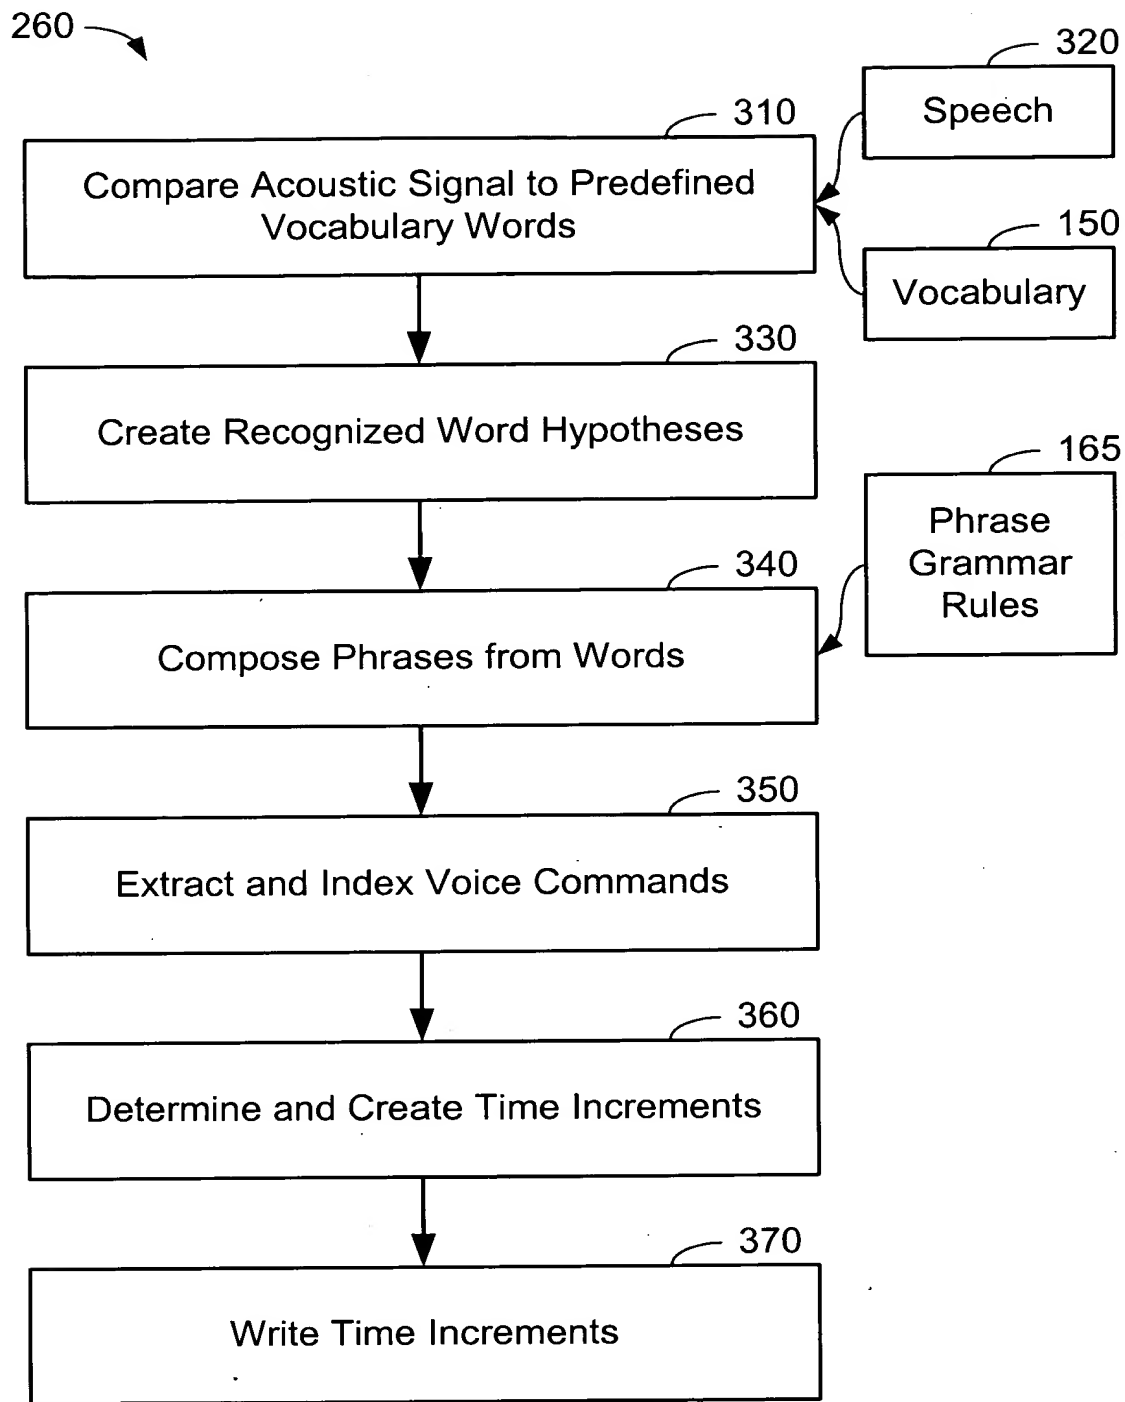 260
320
Speech
310
Compare Acoustic Signal to Predefined
Vocabulary Words
150
Vocabulary
330
Create Recognized Word Hypotheses
165
Phrase
Grammar
Rules
340
Compose Phrases from Words
350
Extract and Index Voice Commands
360
Determine and Create Time Increments
370
Write Time Increments